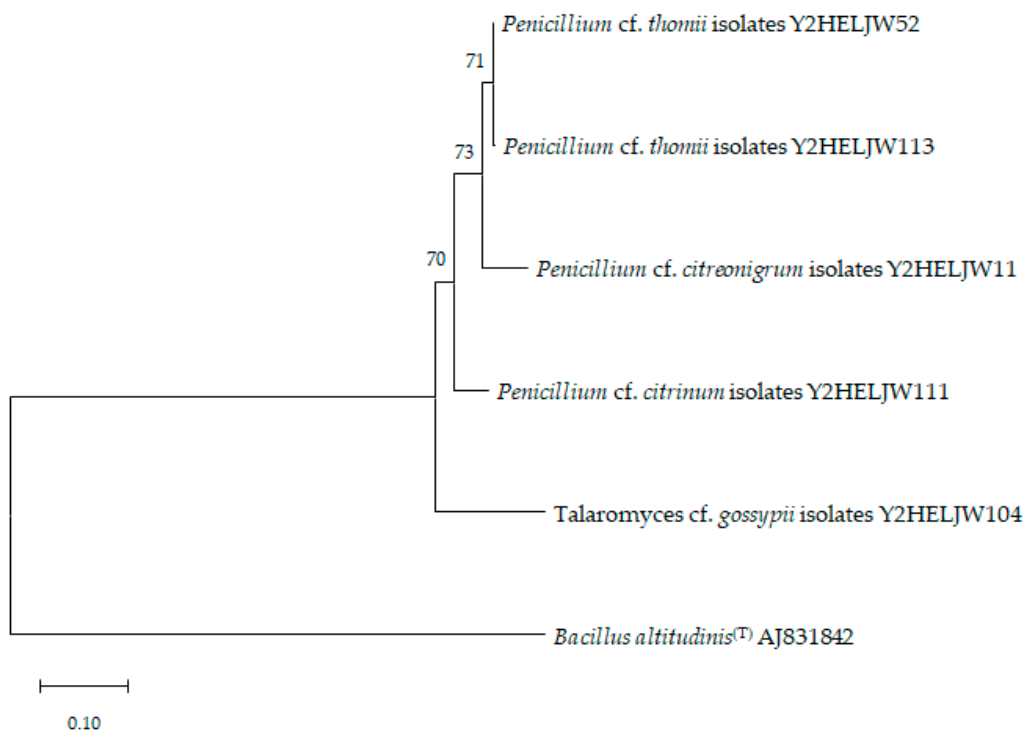 Penicillium cf. thomii isolates Y2HELJW52
71
Penicillium cf. thomii isolates Y2HELJW113
73
Penicillium cf. citreonigrum isolates Y2HELJW11
70
Penicillium cf. citrinum isolates Y2HELJW111
Talaromyces cf. gossypii isolates Y2HELJW104
Bacillus altitudinis(T) AJ831842
0.10